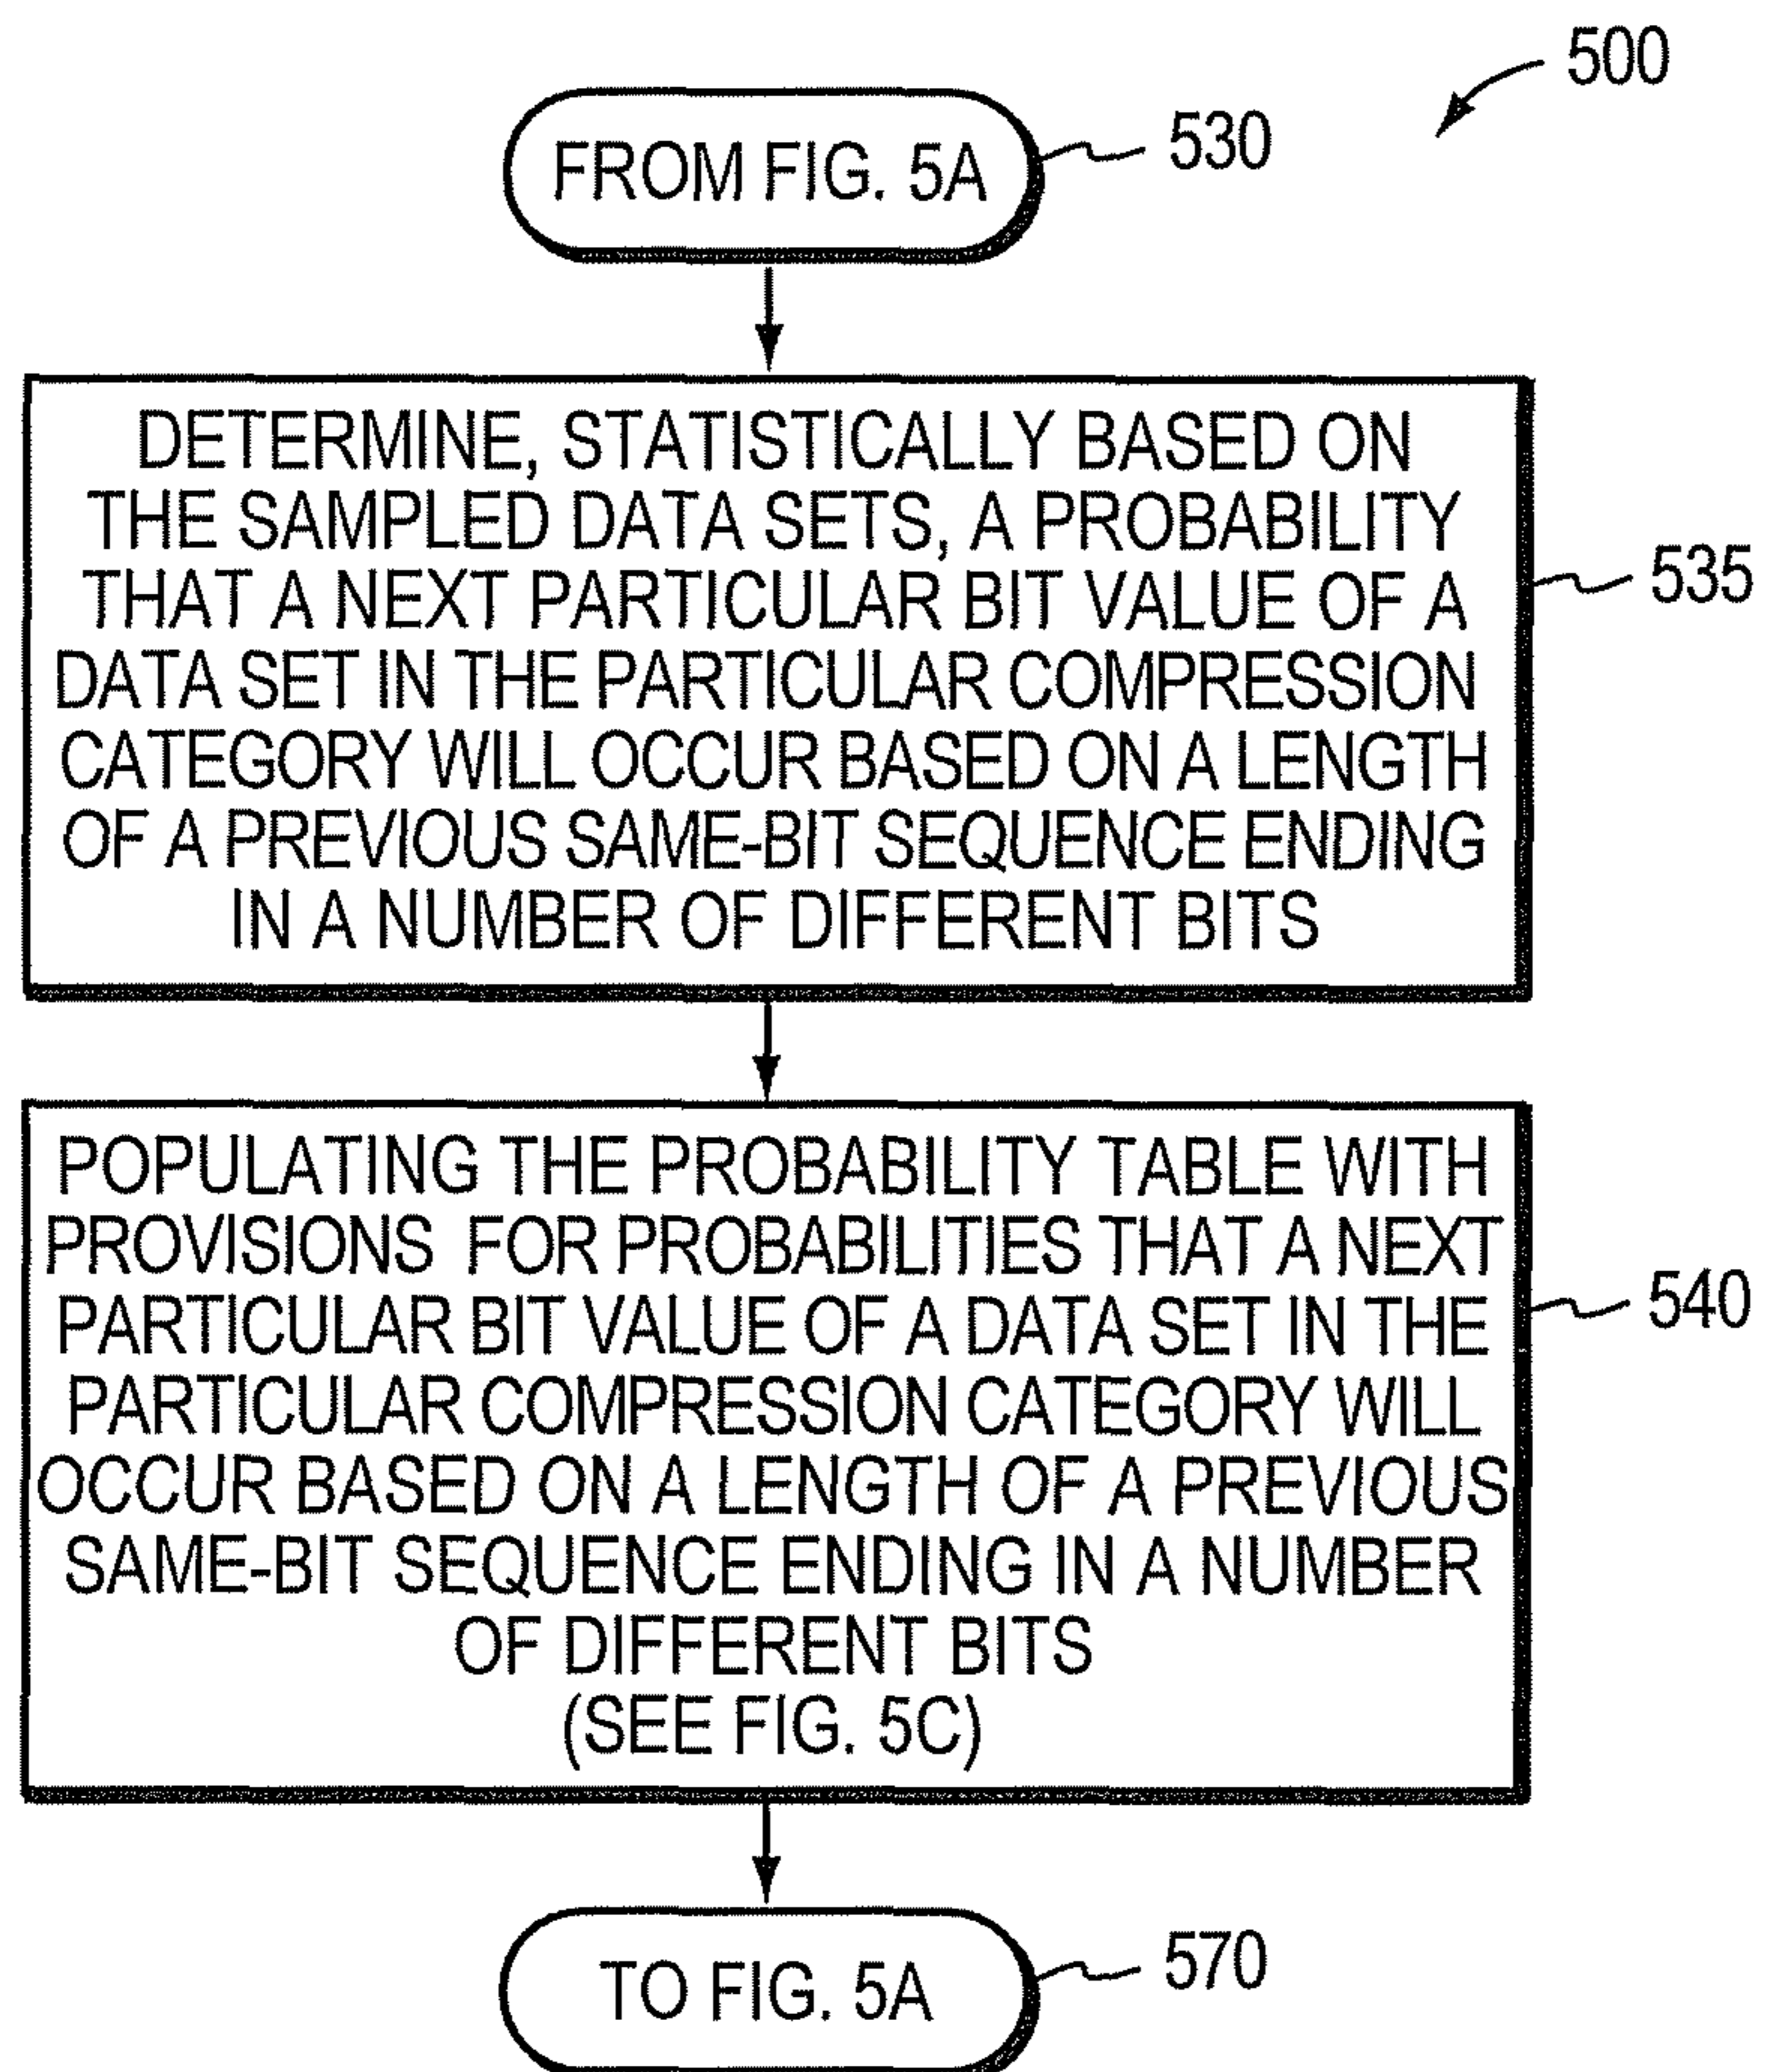 500
FROM FIG. 5A
530
DETERMINE, STATISTICALLY BASED ON
THE SAMPLED DATA SETS, A PROBABILITY
THAT A NEXT PARTICULAR BIT VALUE OF A
DATA SET IN THE PARTICULAR COMPRESSION
CATEGORY WILL OCCUR BASED ON A LENGTH
OF A PREVIOUS SAME-BIT SEQUENCE ENDING
IN A NUMBER OF DIFFERENT BITS
535
POPULATING THE PROBABILITY TABLE WITH
PROVISIONS FOR PROBABILITIES THAT A NEXT
PARTICULAR BIT VALUE OF A DATA SET IN THE
PARTICULAR COMPRESSION CATEGORY WILL
OCCUR BASED ON A LENGTH OF A PREVIOUS
SAME-BIT SEQUENCE ENDING IN A NUMBER
OF DIFFERENT BITS
(SEE FIG. 5C)
540
TO FIG. 5A
570